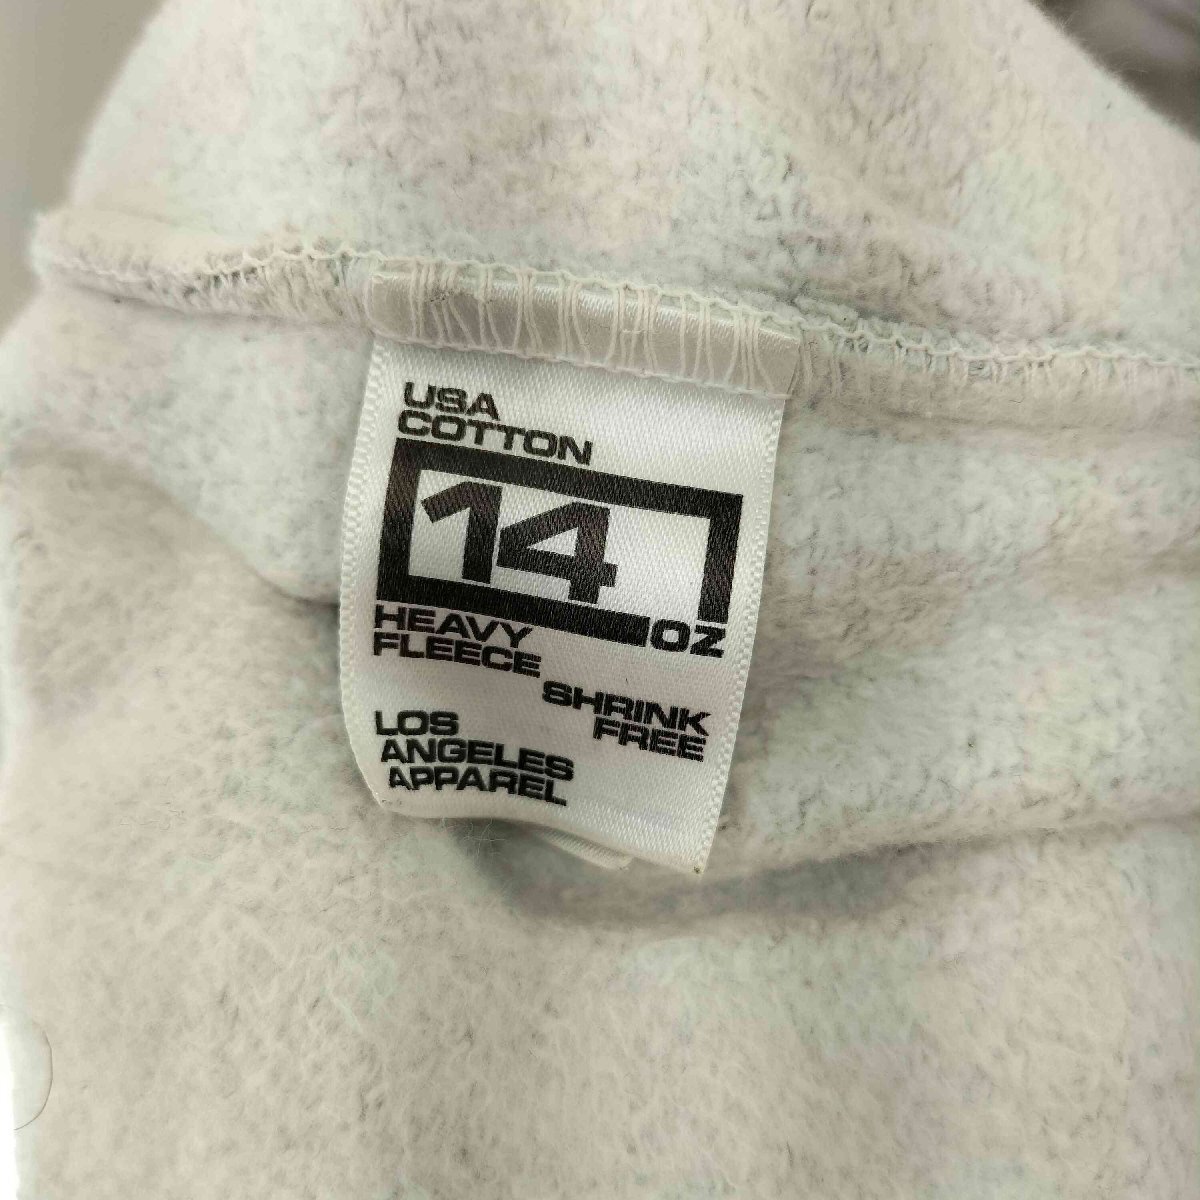 USA
COTTON
14
OZ
HEAVY
FLEECE
SHRINK
FREE
LOS
ANGELES
APPAREL